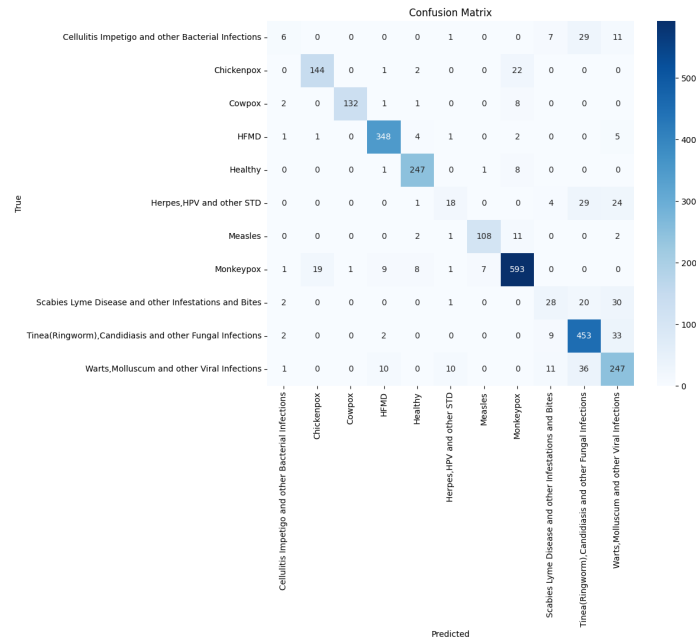 Confusion Matrix
Cellulitis Impetigo and other Bacterial Infections 6 0 0 0 0 1 0 0 7 29 11
Chickenpox 0 144 0 1 2 0 0 22 0 0 0
Cowpox 2 0 132 1 1 0 0 8 0 0 0
HFMD 1 1 0 348 4 1 0 2 0 0 5
Healthy 0 0 0 1 247 0 1 8 0 0 0
Herpes,HPV and other STD 0 0 0 0 1 18 0 0 4 29 24
Measles 0 0 0 0 2 1 108 11 0 0 2
Monkeypox 1 19 1 9 8 1 7 593 0 0 0
Scabies Lyme Disease and other Infestations and Bites 2 0 0 0 0 1 0 0 28 20 30
Tinea(Ringworm),Candidiasis and other Fungal Infections 2 0 0 2 0 0 0 0 9 453 33
Warts,Molluscum and other Viral Infections 1 0 0 10 0 10 0 0 11 36 247
True
Cellulitis Impetigo and other Bacterial Infections
Chickenpox
Cowpox
HFMD
Healthy
Herpes,HPV and other STD
Measles
Monkeypox
Scabies Lyme Disease and other Infestations and Bites
Tinea(Ringworm),Candidiasis and other Fungal Infections
Warts,Molluscum and other Viral Infections
Predicted
500
400
300
200
100
0